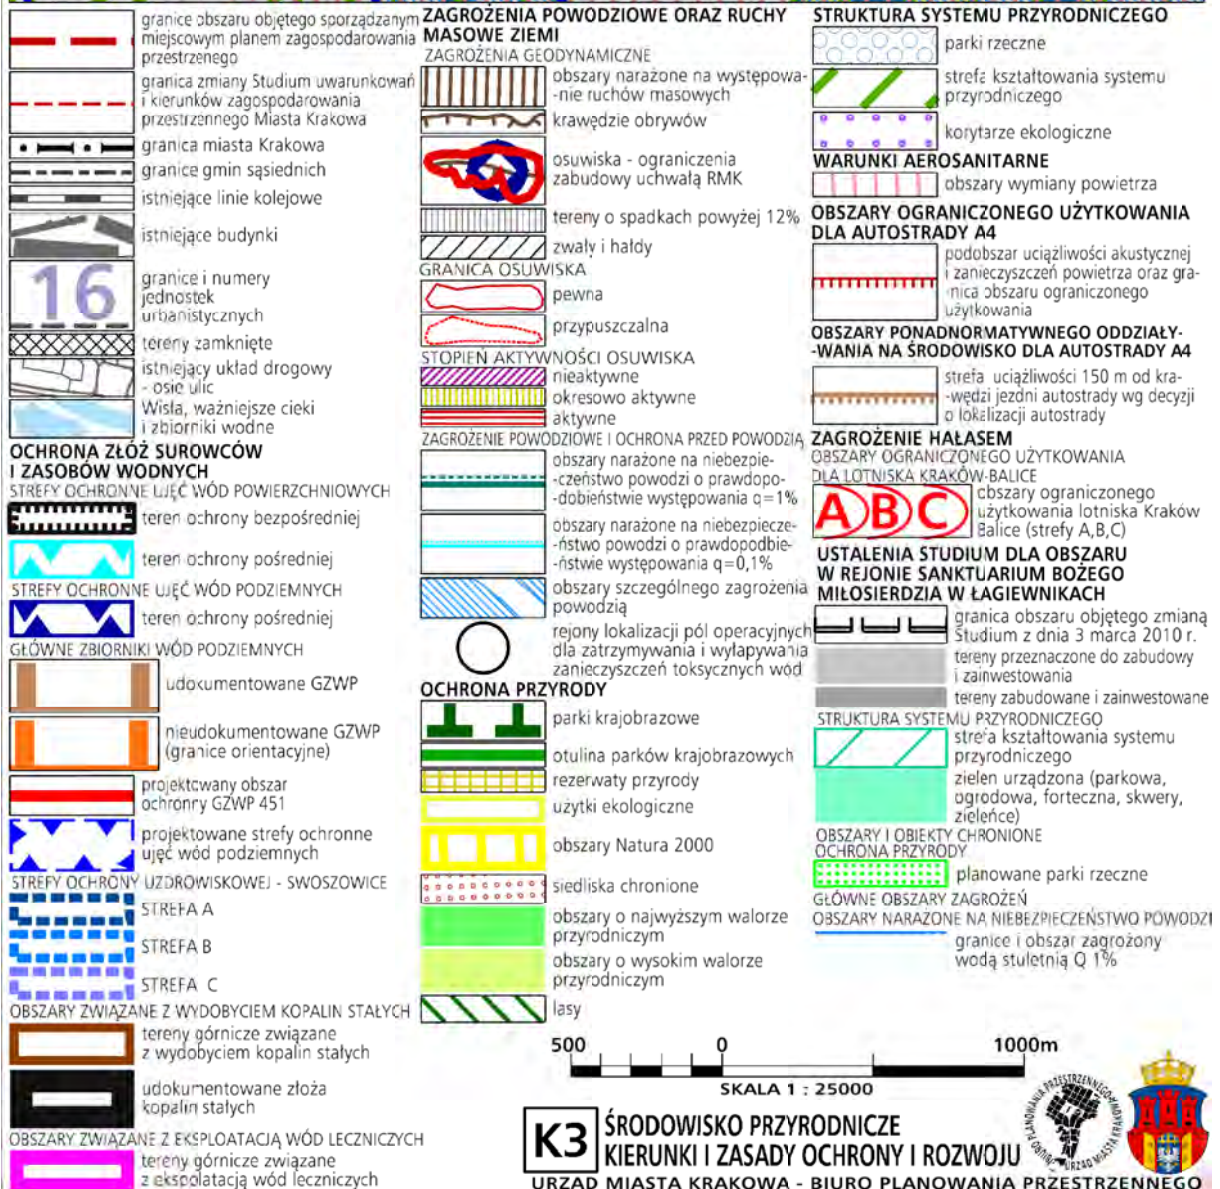 granice obszaru objętego sporządzanym
miejscowym planem zagospodarowania
przestrzenego
granica zmiany Studium uwarunkowań
i kierunków zagospodarowania
przestrzennego Miasta Krakowa
granica miasta Krakowa
granice gmin sąsiednich
istniejące linie kolejowe
istniejące budynki
16
granice i numery
jednostek
urbanistycznych
tereny zamknięte
istniejący układ drogowy
- osie ulic
Wisła, ważniejsze cieki
i zbiorniki wodne
OCHRONA ZŁÓŻ SUROWCÓW
I ZASOBÓW WODNYCH
STREFY OCHRONNE UJĘĆ WÓD POWIERZCHNIOWYCH
teren ochrony bezpośredniej
teren ochrony pośredniej
STREFY OCHRONNE UJĘĆ WÓD PODZIEMNYCH
teren ochrony pośredniej
GŁÓWNE ZBIORNIKI WÓD PODZIEMNYCH
udokumentowane GZWP
nieudokumentowane GZWP
(granice orientacyjne)
projektowany obszar
ochronny GZWP 451
projektowane strefy ochronne
ujęć wód podziemnych
STREFY OCHRONY UZDROWISKOWEJ - SWOSZOWICE
STREFA A
STREFA B
STREFA C
OBSZARY ZWIĄZANE Z WYDOBYCIEM KOPALIN STAŁYCH
tereny górnicze związane
z wydobyciem kopalin stałych
udokumentowane złoża
kopalin stałych
OBSZARY ZWIĄZANE Z EKSPLOATACJĄ WÓD LECZNICZYCH
tereny górnicze związane
z ekspolatacją wód leczniczych
ZAGROŻENIA POWODZIOWE ORAZ RUCHY
MASOWE ZIEMI
ZAGROŻENIA GEODYNAMICZNE
obszary narażone na występowa-
-nie ruchów masowych
krawędzie obrywów
osuwiska - ograniczenia
zabudowy uchwałą RMK
tereny o spadkach powyżej 12%
zwały i hałdy
GRANICA OSUWISKA
pewna
przypuszczalna
STOPIEŃ AKTYWNOŚCI OSUWISKA
nieaktywne
okresowo aktywne
aktywne
ZAGROŻENIE POWODZIOWE I OCHRONA PRZED POWODZIĄ
obszary narażone na niebezpie-
-czeństwo powodzi o prawdopo-
-dobieństwie występowania q=1%
obszary narażone na niebezpiecze-
-ństwo powodzi o prawdopodbie-
-ństwie występowania q=0,1%
obszary szczególnego zagrożenia
powodzią
rejony lokalizacji pól operacyjnych
dla zatrzymywania i wyłapywania
zanieczyszczeń toksycznych wód
OCHRONA PRZYRODY
parki krajobrazowe
otulina parków krajobrazowych
rezerwaty przyrody
użytki ekologiczne
obszary Natura 2000
siedliska chronione
obszary o najwyższym walorze
przyrodniczym
obszary o wysokim walorze
przyrodniczym
lasy
STRUKTURA SYSTEMU PRZYRODNICZEGO
parki rzeczne
strefa kształtowania systemu
przyrodniczego
korytarze ekologiczne
WARUNKI AEROSANITARNE
obszary wymiany powietrza
OBSZARY OGRANICZONEGO UŻYTKOWANIA
DLA AUTOSTRADY A4
podobszar uciążliwości akustycznej
i zanieczyszczeń powietrza oraz gra-
-nica obszaru ograniczonego
użytkowania
OBSZARY PONADNORMATYWNEGO ODDZIAŁY-
-WANIA NA ŚRODOWISKO DLA AUTOSTRADY A4
strefa uciążliwości 150 m od kra-
-wędzi jezdni autostrady wg decyzji
o lokalizacji autostrady
ZAGROŻENIE HAŁASEM
OBSZARY OGRANICZONEGO UŻYTKOWANIA
DLA LOTNISKA KRAKÓW-BALICE
A B C
obszary ograniczonego
użytkowania lotniska Kraków
Balice (strefy A,B,C)
USTALENIA STUDIUM DLA OBSZARU
W REJONIE SANKTUARIUM BOŻEGO
MIŁOSIERDZIA W ŁAGIEWNIKACH
granica obszaru objętego zmianą
Studium z dnia 3 marca 2010 r.
tereny przeznaczone do zabudowy
i zainwestowania
tereny zabudowane i zainwestowane
STRUKTURA SYSTEMU PRZYRODNICZEGO
strefa kształtowania systemu
przyrodniczego
zieleń urządzona (parkowa,
ogrodowa, forteczna, skwery,
zieleńce)
OBSZARY I OBIEKTY CHRONIONE
OCHRONA PRZYRODY
planowane parki rzeczne
GŁÓWNE OBSZARY ZAGROŻEŃ
OBSZARY NARAŻONE NA NIEBEZPIECZEŃSTWO POWODZI
granice i obszar zagrożony
wodą stuletnią Q 1%
500 0 1000m
SKALA 1 : 25000
K3
ŚRODOWISKO PRZYRODNICZE
KIERUNKI I ZASADY OCHRONY I ROZWOJU
BIURO PLANOWANIA PRZESTRZENNEGO URZĄD MIASTA KRAKOWA
URZĄD MIASTA KRAKOWA - BIURO PLANOWANIA PRZESTRZENNEGO